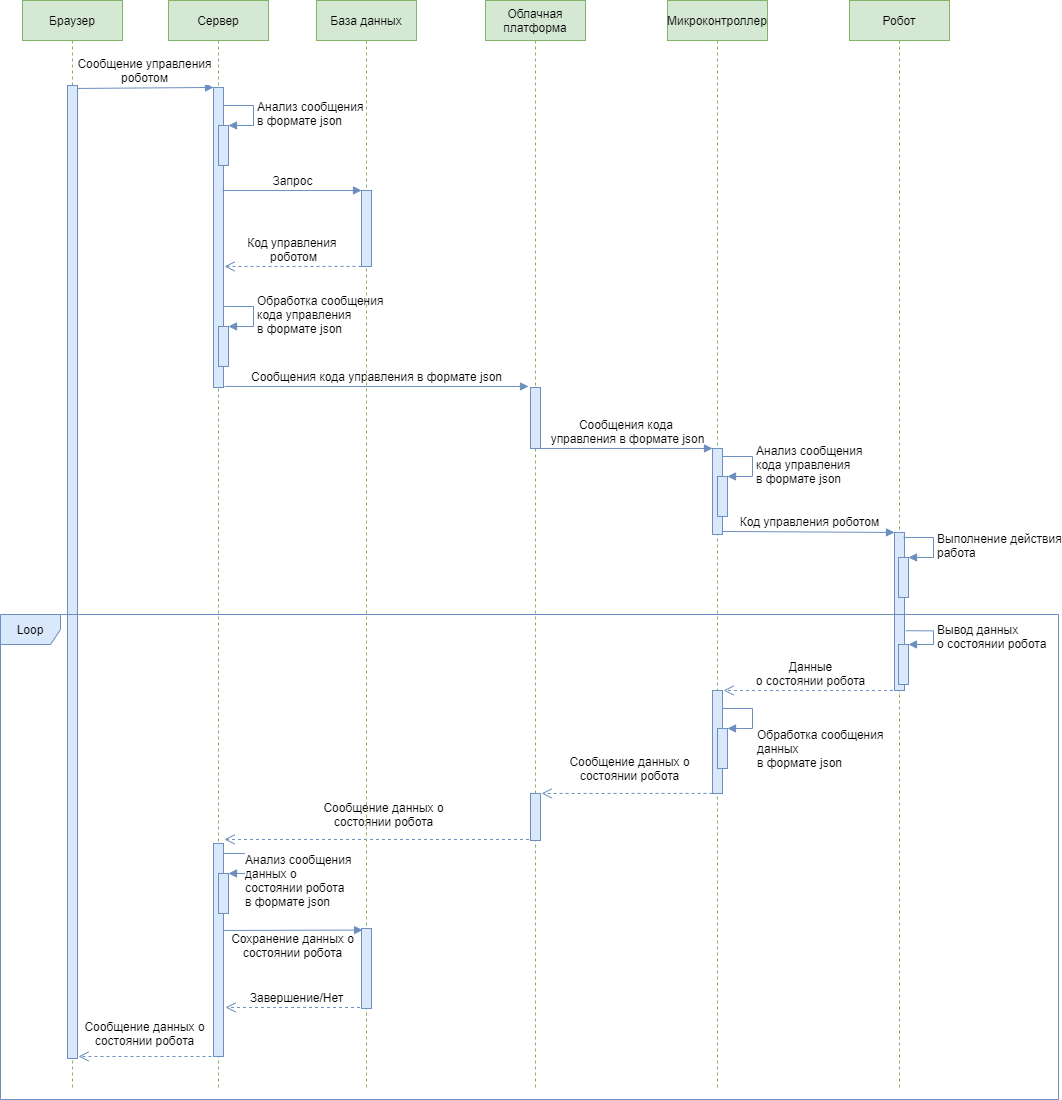 Браузер
Сервер
База данных
Облачная
платформа
Микроконтроллер
Робот
Сообщение управления
роботом
Анализ сообщения
в формате json
Запрос
Код управления
роботом
Обработка сообщения
кода управления
в формате json
Сообщения кода управления в формате json
Сообщения кода
управления в формате json
Анализ сообщения
кода управления
в формате json
Код управления роботом
Выполнение действия
работа
Loop
Вывод данных
о состоянии робота
Данные
о состоянии робота
Обработка сообщения
данных
в формате json
Сообщение данных о
состоянии робота
Сообщение данных о
состоянии робота
Анализ сообщения
данных о
состоянии робота
в формате json
Сохранение данных о
состоянии робота
Завершение/Нет
Сообщение данных о
состоянии робота